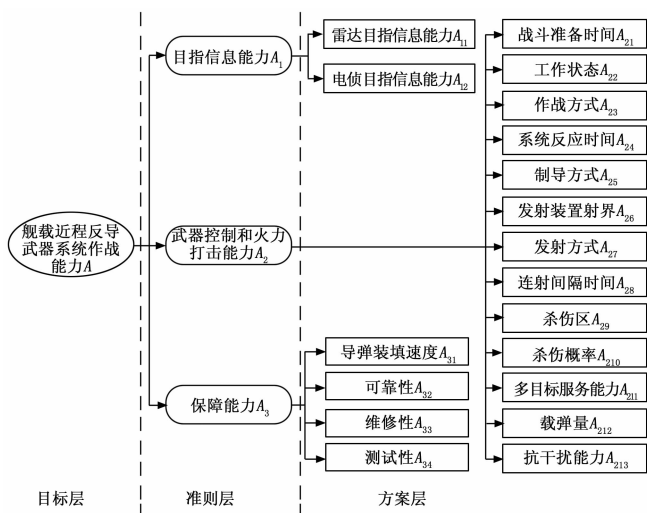 舰载近程反导
武器系统作战
能力A
目指信息能力A₁
武器控制和火力
打击能力A₂
保障能力A₃
雷达目指信息能力A₁₁
电侦目指信息能力A₁₂
导弹装填速度A₃₁
可靠性A₃₂
维修性A₃₃
测试性A₃₄
战斗准备时间A₂₁
工作状态A₂₂
作战方式A₂₃
系统反应时间A₂₄
制导方式A₂₅
发射装置射界A₂₆
发射方式A₂₇
连射间隔时间A₂₈
杀伤区A₂₉
杀伤概率A₂₁₀
多目标服务能力A₂₁₁
载弹量A₂₁₂
抗干扰能力A₂₁₃
目标层
准则层
方案层